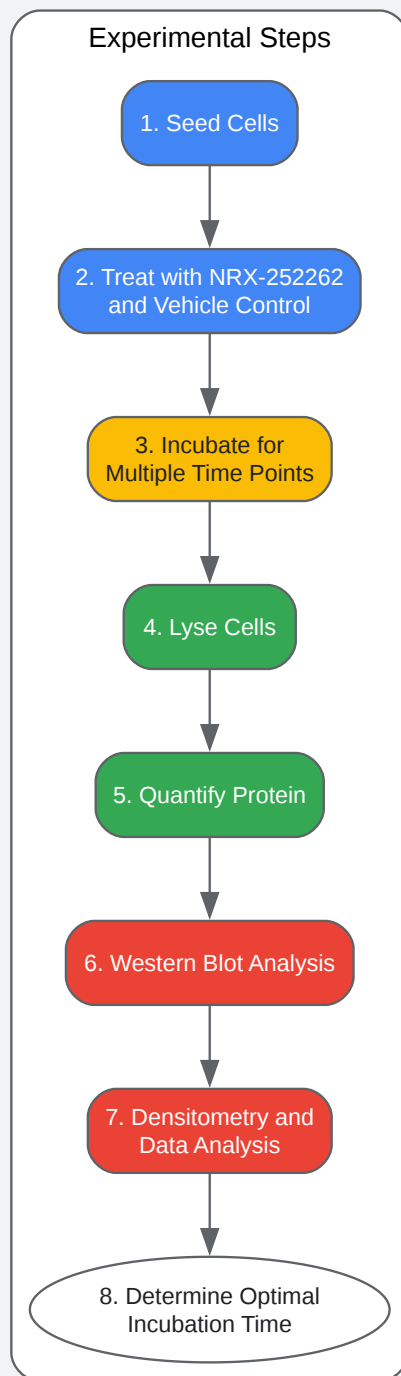 Experimental Steps
1. Seed Cells
2. Treat with NRX-252262
and Vehicle Control
3. Incubate for
Multiple Time Points
4. Lyse Cells
5. Quantify Protein
6. Western Blot Analysis
7. Densitometry and
Data Analysis
8. Determine Optimal
Incubation Time